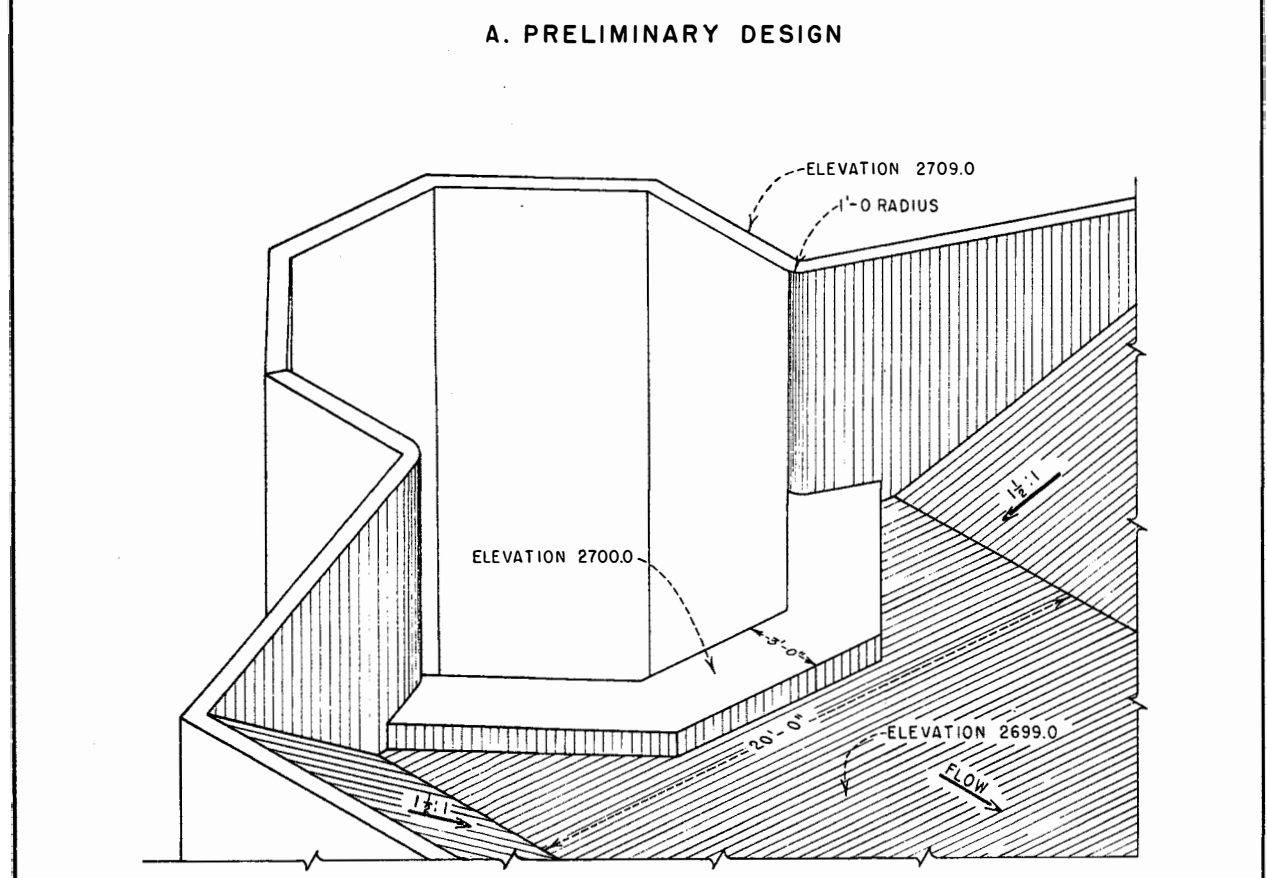 A. PRELIMINARY DESIGN
ELEVATION 2709.0
1'-0 RADIUS
1½:1
ELEVATION 2700.0
3'-0"
20'-0"
ELEVATION 2699.0
FLOW
1½:1